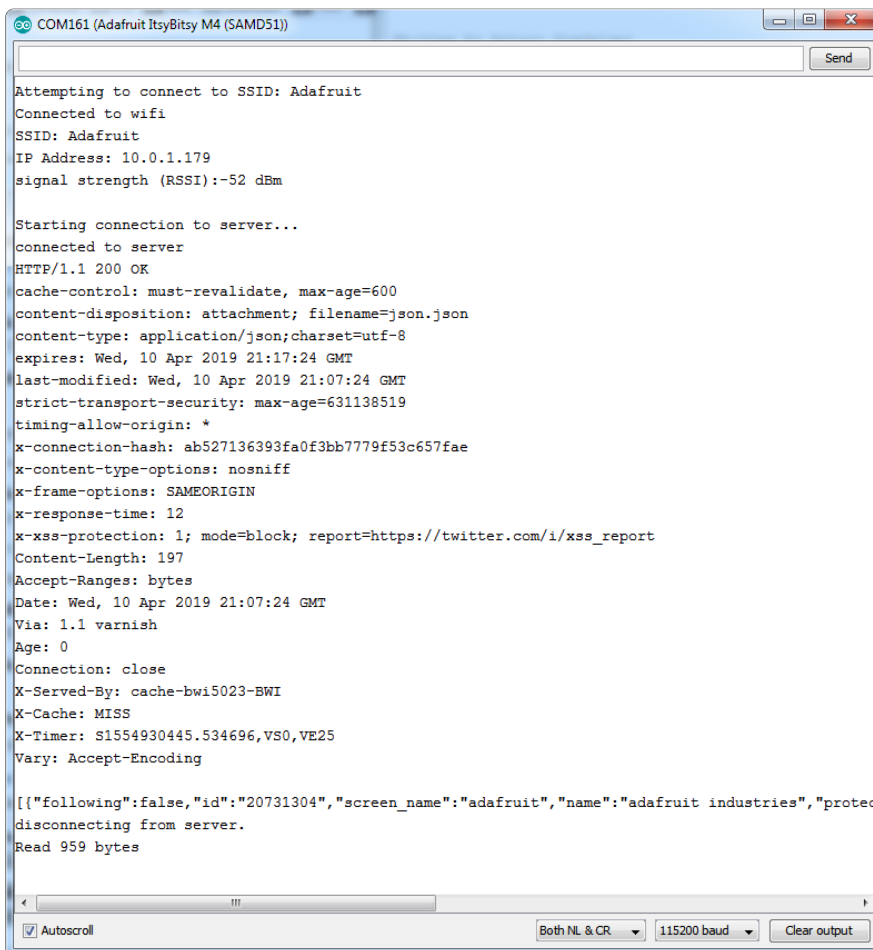 COM161 (Adafruit ItsyBitsy M4 (SAMD51))
Send
Attempting to connect to SSID: Adafruit
Connected to wifi
SSID: Adafruit
IP Address: 10.0.1.179
signal strength (RSSI):-52 dBm
Starting connection to server...
connected to server
HTTP/1.1 200 OK
cache-control: must-revalidate, max-age=600
content-disposition: attachment; filename=json.json
content-type: application/json;charset=utf-8
expires: Wed, 10 Apr 2019 21:17:24 GMT
last-modified: Wed, 10 Apr 2019 21:07:24 GMT
strict-transport-security: max-age=631138519
timing-allow-origin: *
x-connection-hash: ab527136393fa0f3bb7779f53c657fae
x-content-type-options: nosniff
x-frame-options: SAMEORIGIN
x-response-time: 12
x-xss-protection: 1; mode=block; report=https://twitter.com/i/xss_report
Content-Length: 197
Accept-Ranges: bytes
Date: Wed, 10 Apr 2019 21:07:24 GMT
Via: 1.1 varnish
Age: 0
Connection: close
X-Served-By: cache-bwi5023-BWI
X-Cache: MISS
X-Timer: S1554930445.534696,VS0,VE25
Vary: Accept-Encoding
[{"following":false,"id":"20731304","screen_name":"adafruit","name":"adafruit industries","protec
disconnecting from server.
Read 959 bytes
Autoscroll Both NL & CR 115200 baud Clear output